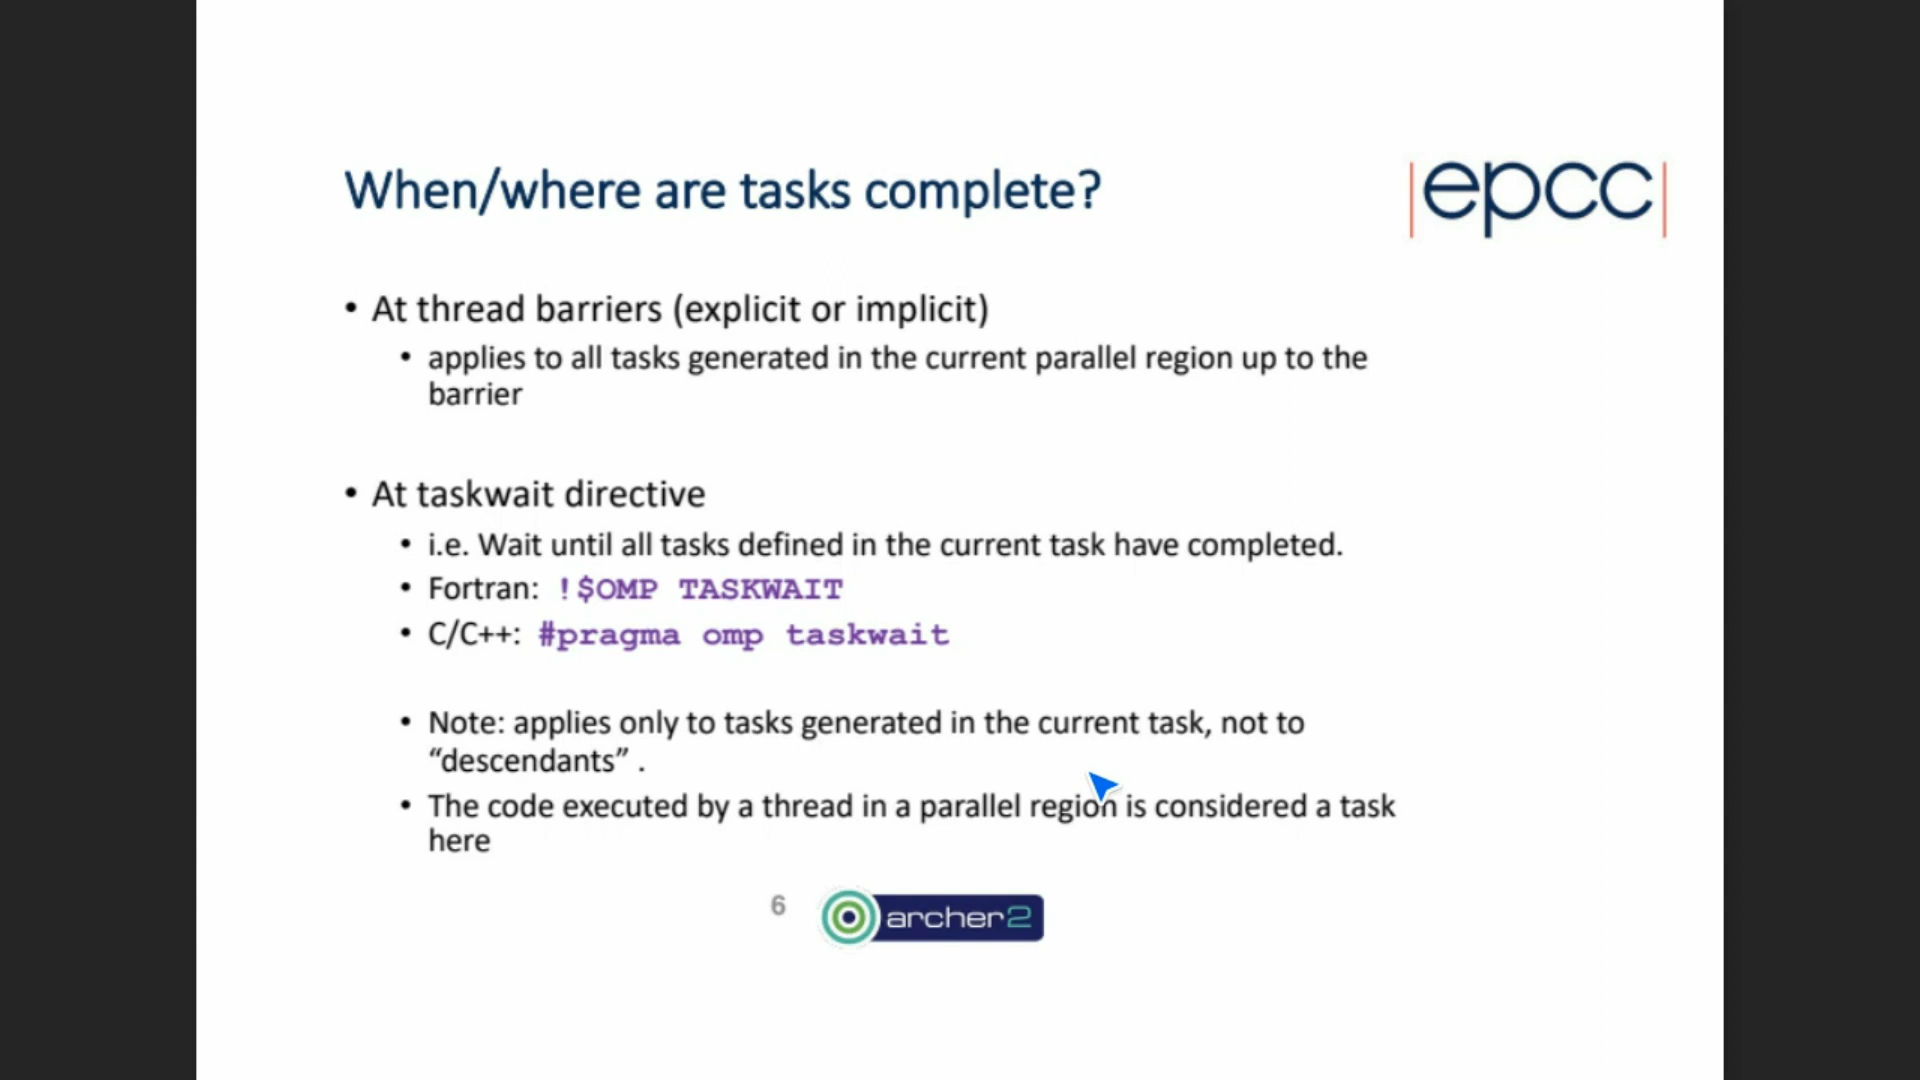 When/where are tasks complete?
|epcc|
• At thread barriers (explicit or implicit)
• applies to all tasks generated in the current parallel region up to the
barrier
• At taskwait directive
• i.e. Wait until all tasks defined in the current task have completed.
• Fortran: !$OMP TASKWAIT
• C/C++: #pragma omp taskwait
• Note: applies only to tasks generated in the current task, not to
“descendants” .
• The code executed by a thread in a parallel region is considered a task
here
6
archer2